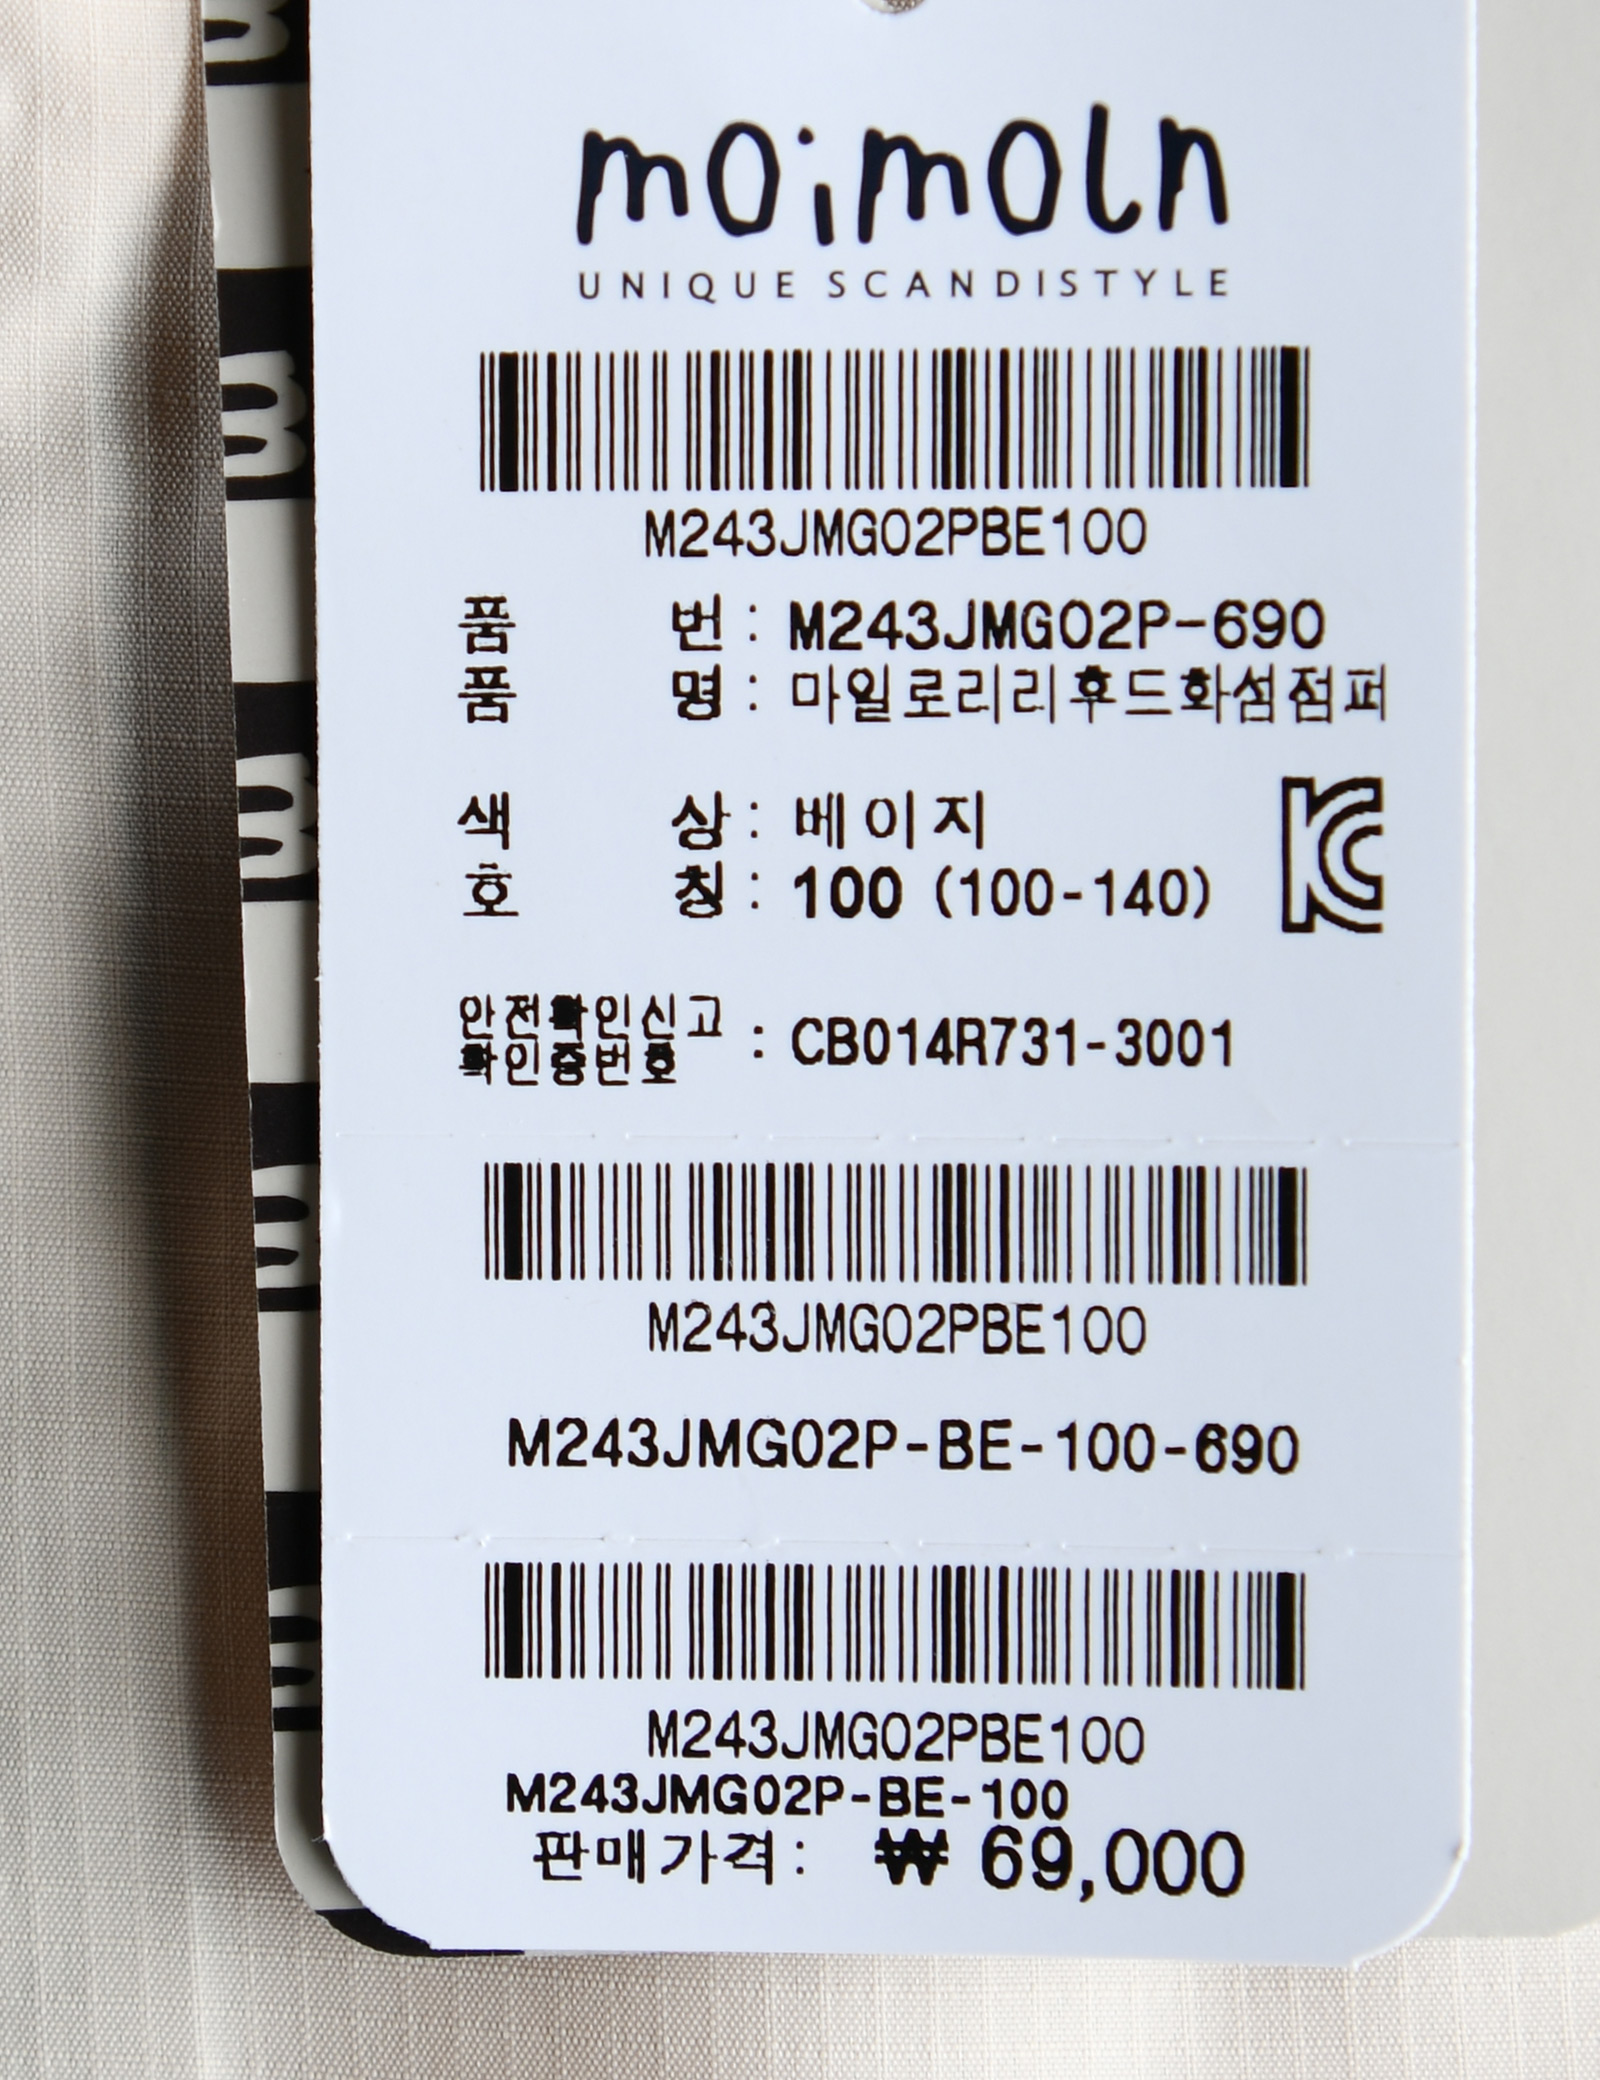 moimoln
UNIQUE SCANDISTYLE
M243JMG02PBE100
품 번 : M243JMG02P-690
품 명 : 마일로리리후드화섬점퍼
색 상 : 베이지
호 칭 : 100 (100-140)
안전확인신고
확인증번호 : CB014R731-3001
M243JMG02PBE100
M243JMG02P-BE-100-690
M243JMG02PBE100
M243JMG02P-BE-100
판매가격: ₩ 69,000